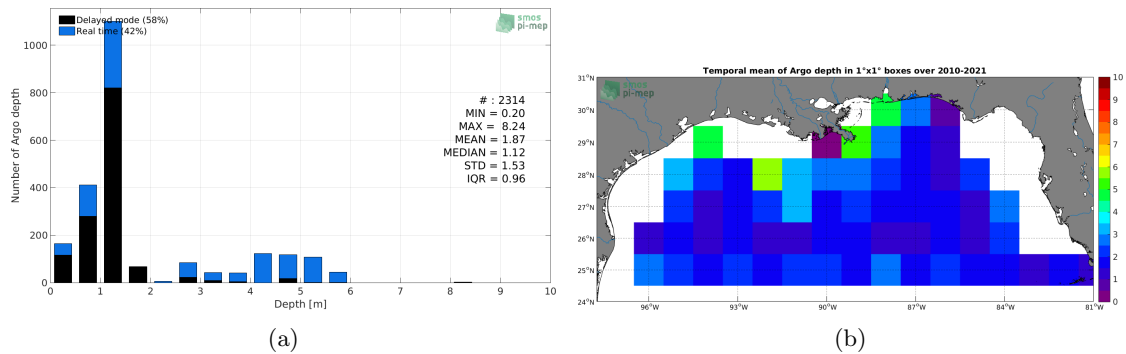 Delayed mode (58%)
Real time (42%)
smos
pi-mep
# : 2314
MIN = 0.20
MAX = 8.24
MEAN = 1.87
MEDIAN = 1.12
STD = 1.53
IQR = 0.96
Number of Argo depth
0
200
400
600
800
1000
0 1 2 3 4 5 6 7 8 9 10
Depth [m]
(a)
Temporal mean of Argo depth in 1°x1° boxes over 2010-2021
smos
pi-mep
31°N
30°N
29°N
28°N
27°N
26°N
25°N
24°N
96°W 93°W 90°W 87°W 84°W 81°W
10
9
8
7
6
5
4
3
2
1
0
(b)